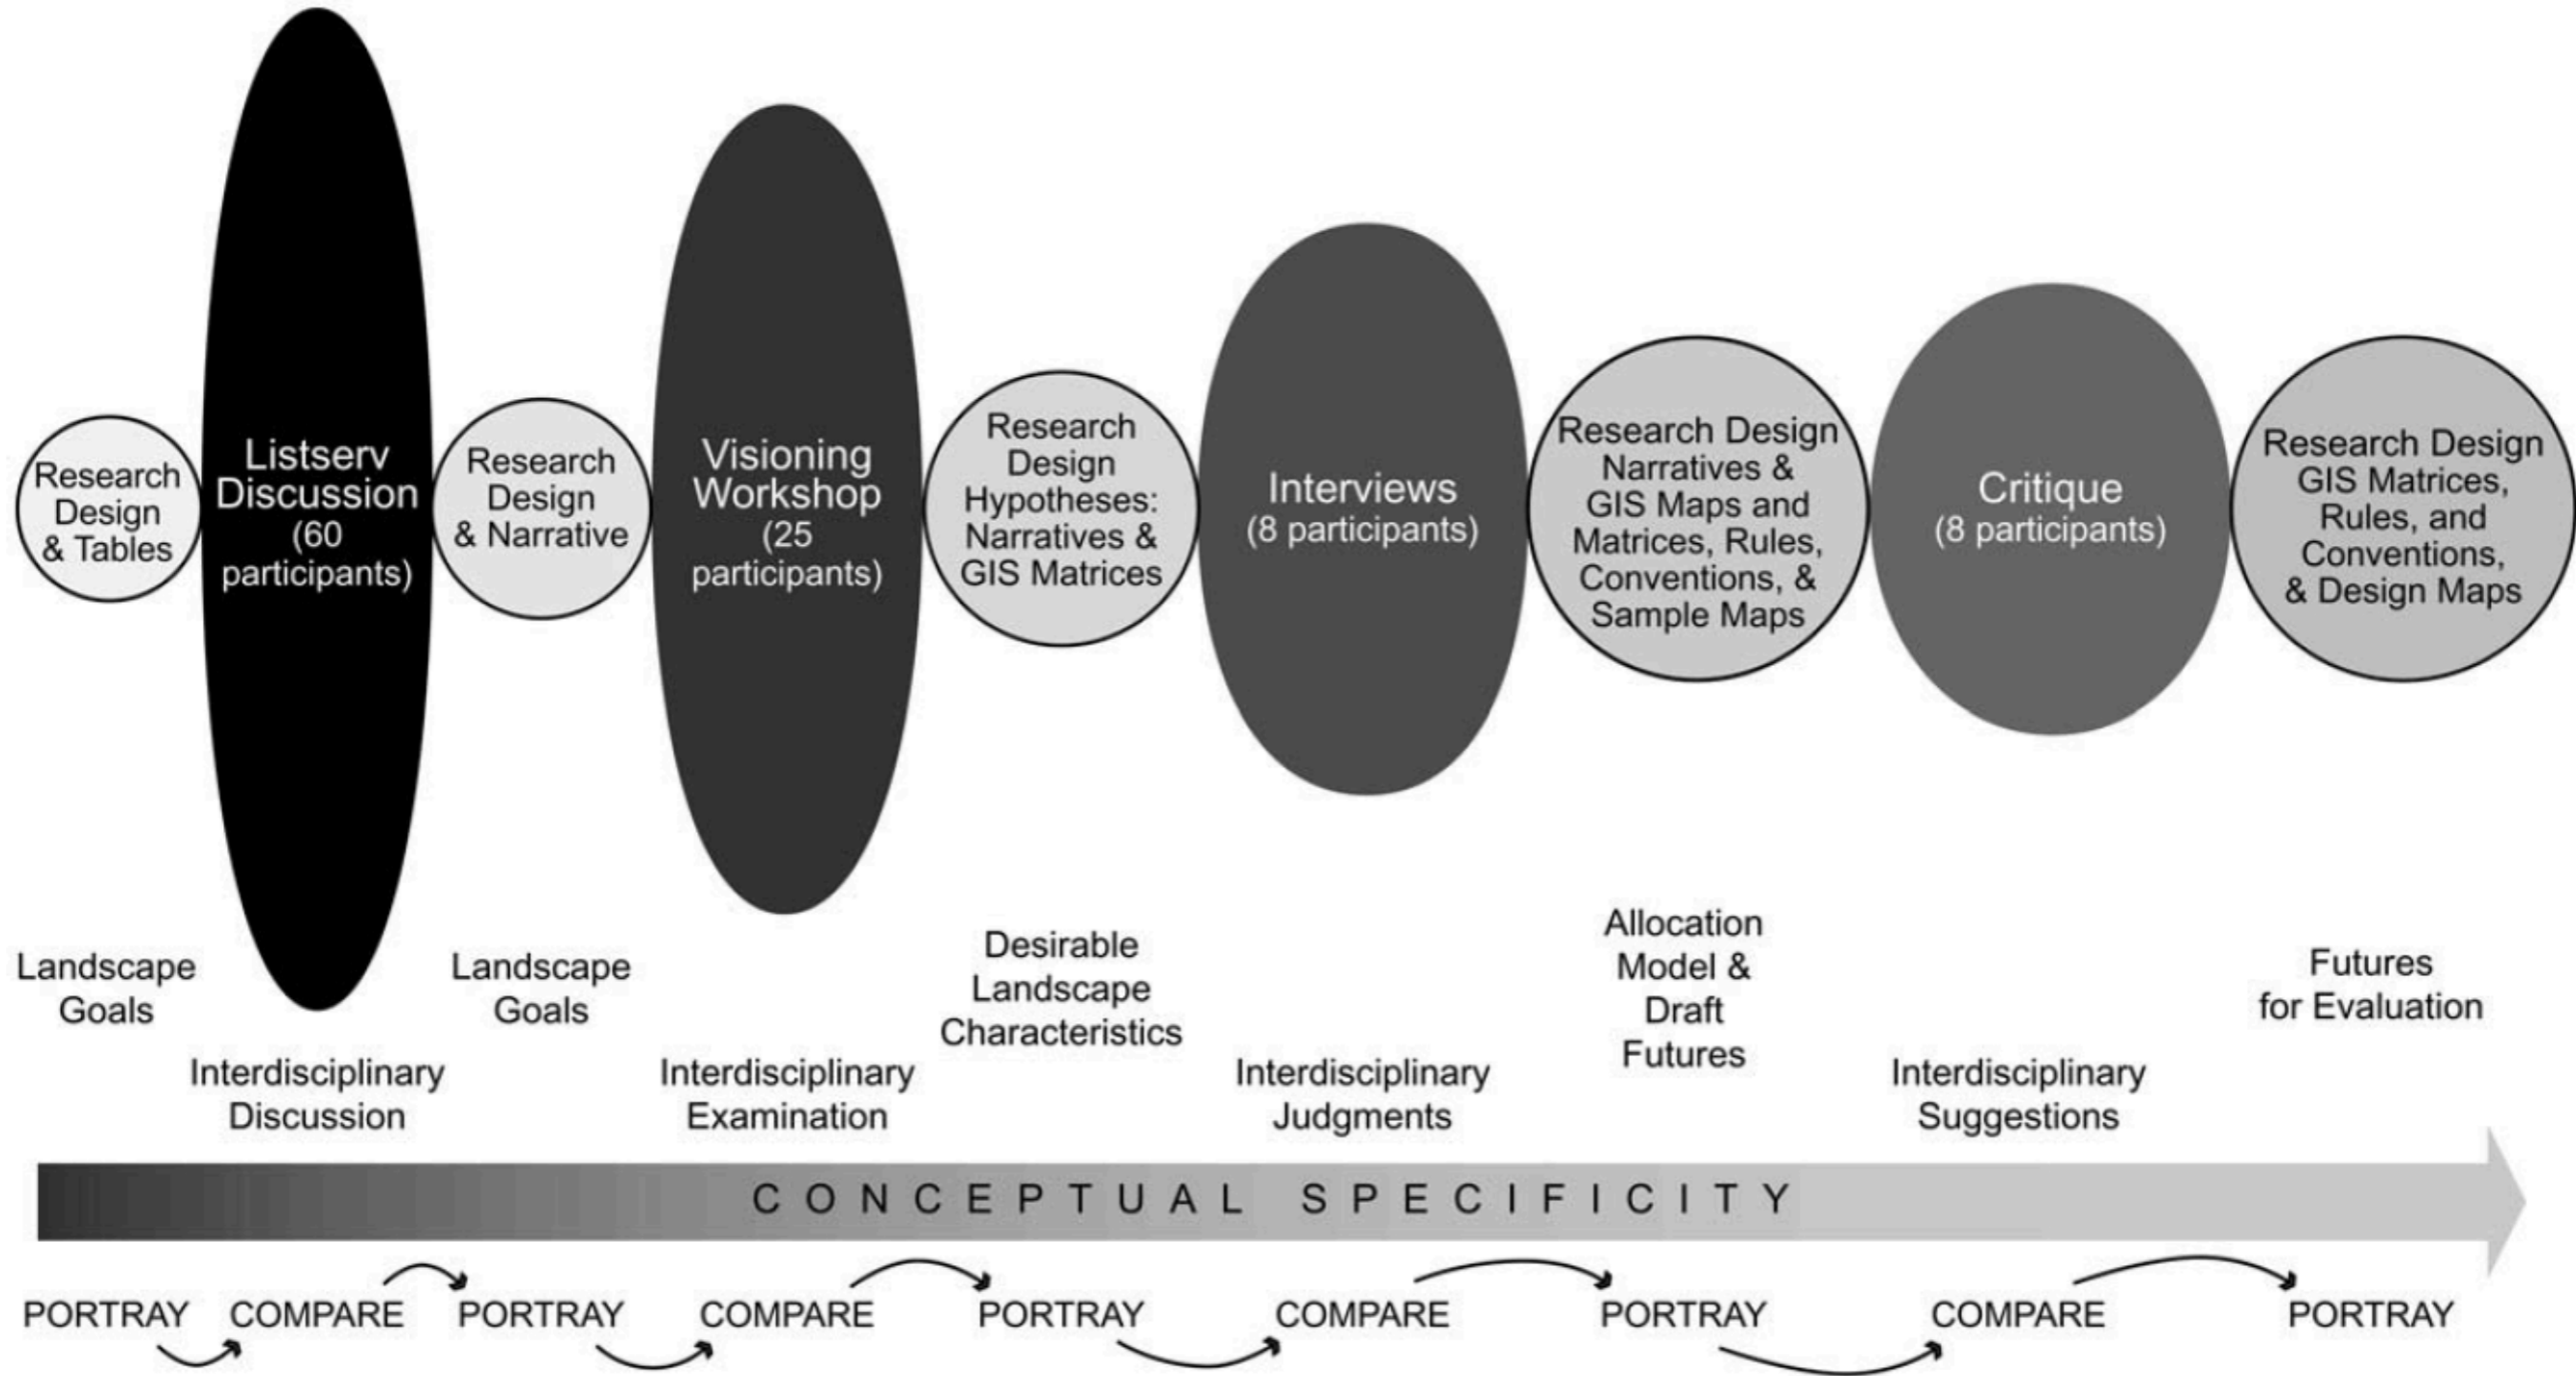 Research
Design
& Tables
Listserv
Discussion
(60
participants)
Research
Design
& Narrative
Visioning
Workshop
(25
participants)
Research
Design
Hypotheses:
Narratives &
GIS Matrices
Interviews
(8 participants)
Research Design
Narratives &
GIS Maps and
Matrices, Rules,
Conventions, &
Sample Maps
Critique
(8 participants)
Research Design
GIS Matrices,
Rules, and
Conventions,
& Design Maps
Landscape
Goals
Interdisciplinary
Discussion
Landscape
Goals
Interdisciplinary
Examination
Desirable
Landscape
Characteristics
Interdisciplinary
Judgments
Allocation
Model &
Draft
Futures
Interdisciplinary
Suggestions
Futures
for Evaluation
CONCEPTUAL SPECIFICITY
PORTRAY COMPARE PORTRAY COMPARE PORTRAY COMPARE PORTRAY COMPARE PORTRAY